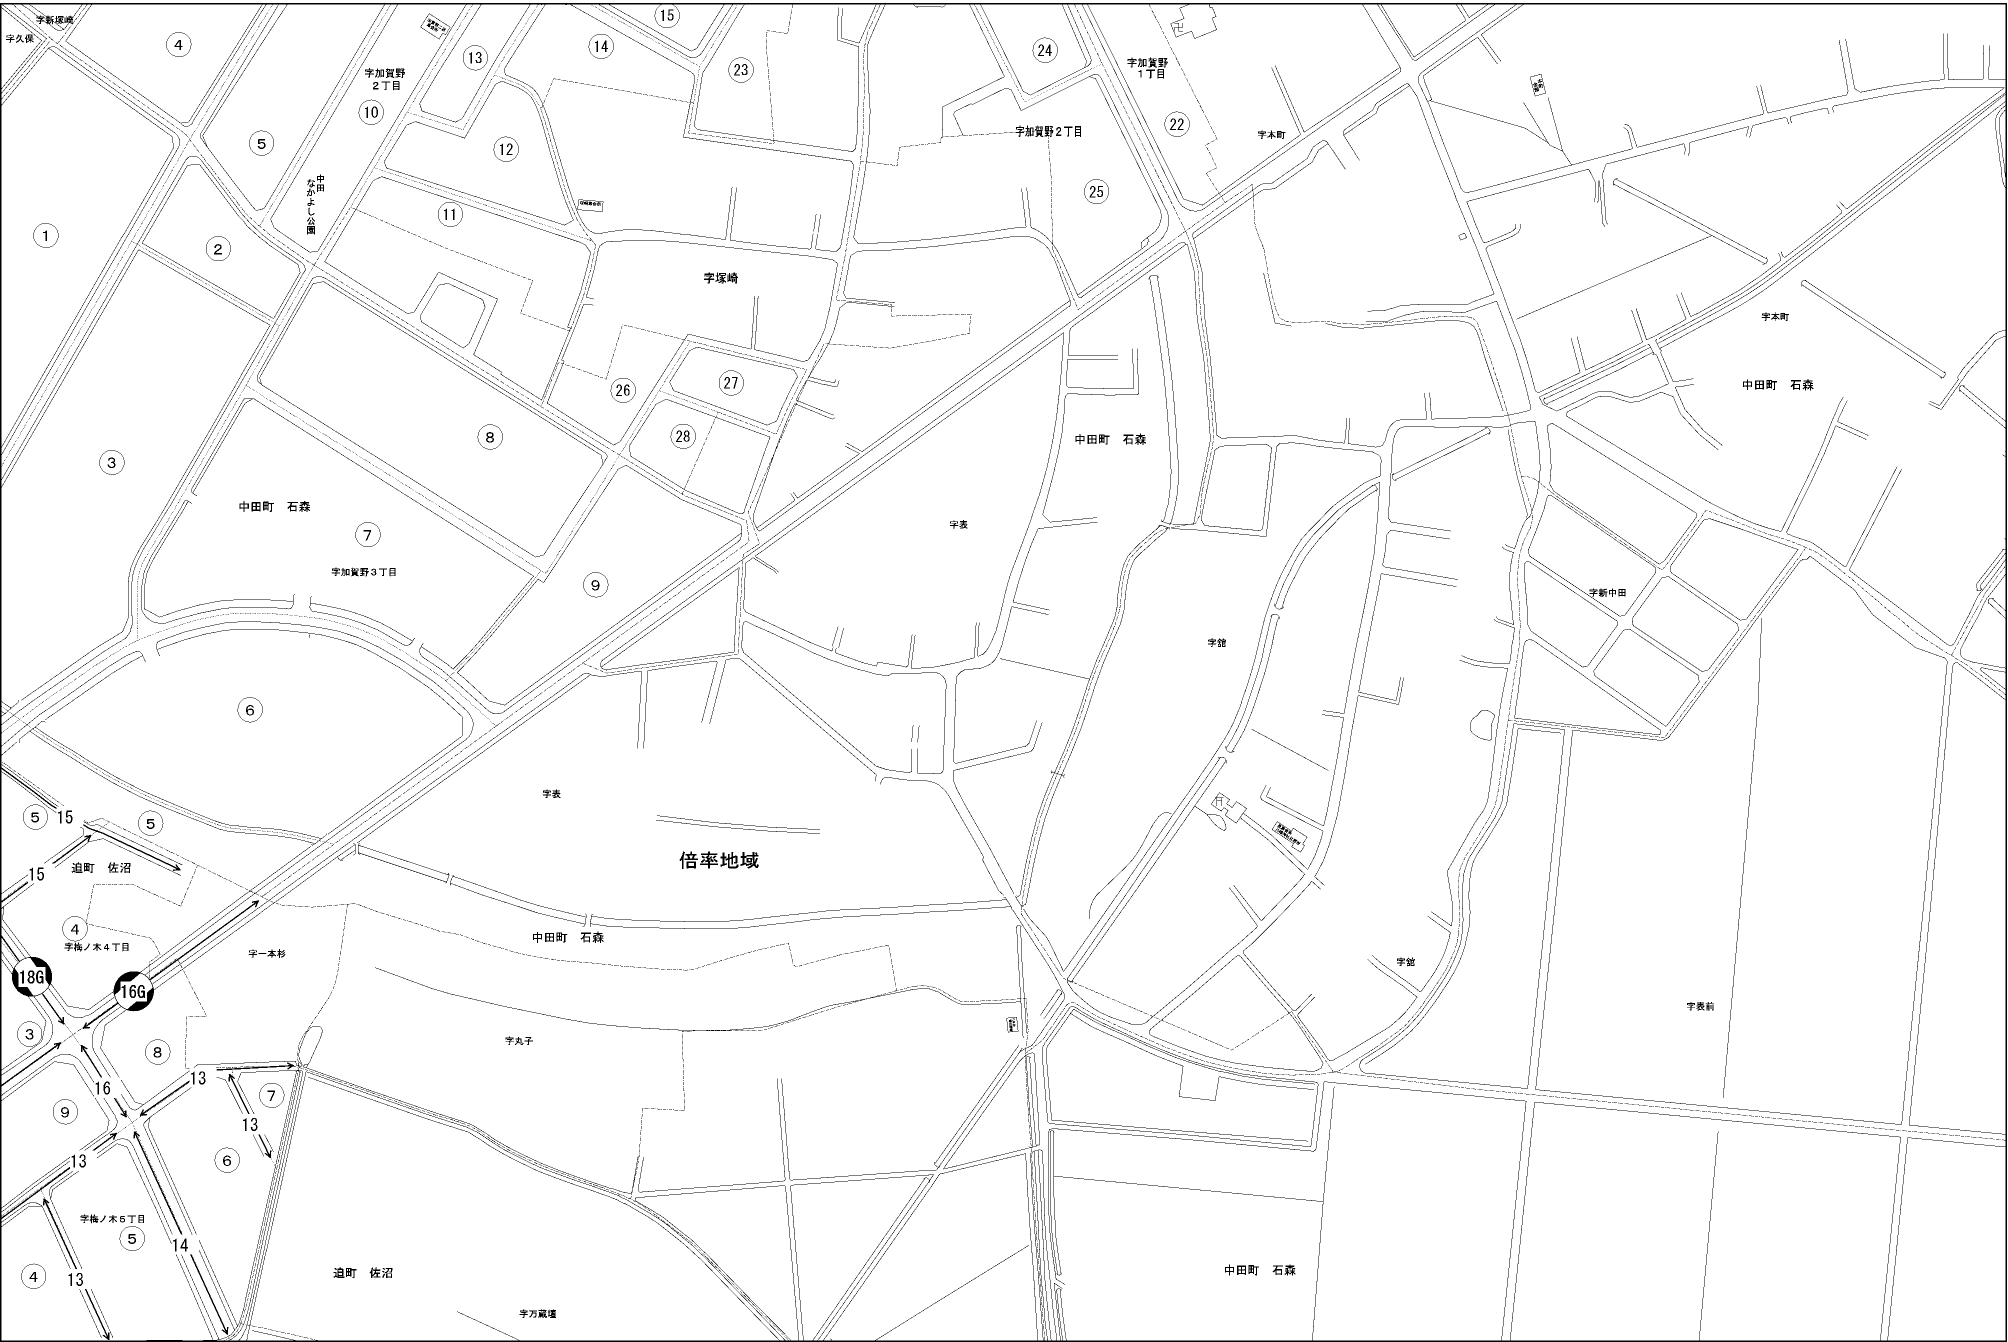 字新塚崎
字久保
4
15
14
13
23
24
字加賀野
1丁目
字加賀野
2丁目
10
5
12
22
字加賀野2丁目
字本町
中田
なかよし公園
11
25
1
2
字塚崎
字本町
26
27
中田町 石森
28
8
中田町 石森
3
中田町 石森
7
字表
字加賀野3丁目
9
字新中田
字舘
6
字表
5
15
5
倍率地域
15
追町 佐沼
4
字梅ノ木4丁目
中田町 石森
字一本杉
字舘
18G
16G
字表前
3
8
字丸子
16
13
7
9
13
13
6
字梅ノ木5丁目
5
14
4
13
追町 佐沼
中田町 石森
字万蔵壇